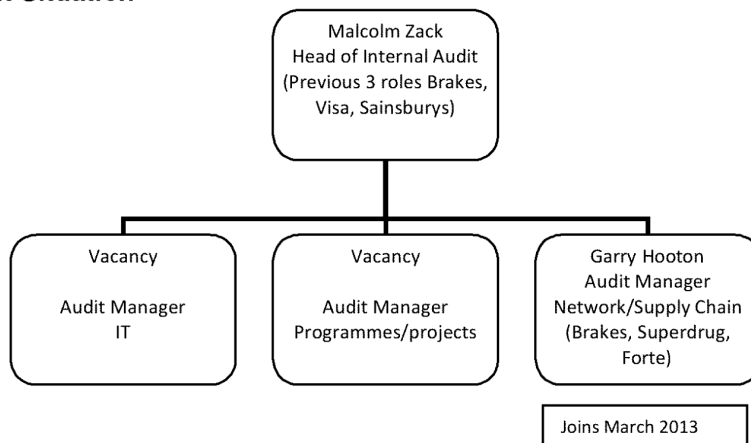 Malcolm Zack
Head of Internal Audit
(Previous 3 roles Brakes,
Visa, Sainsburys)
Vacancy
Audit Manager
IT
Vacancy
Audit Manager
Programmes/projects
Garry Hooton
Audit Manager
Network/Supply Chain
(Brakes, Superdrug,
Forte)
Joins March 2013